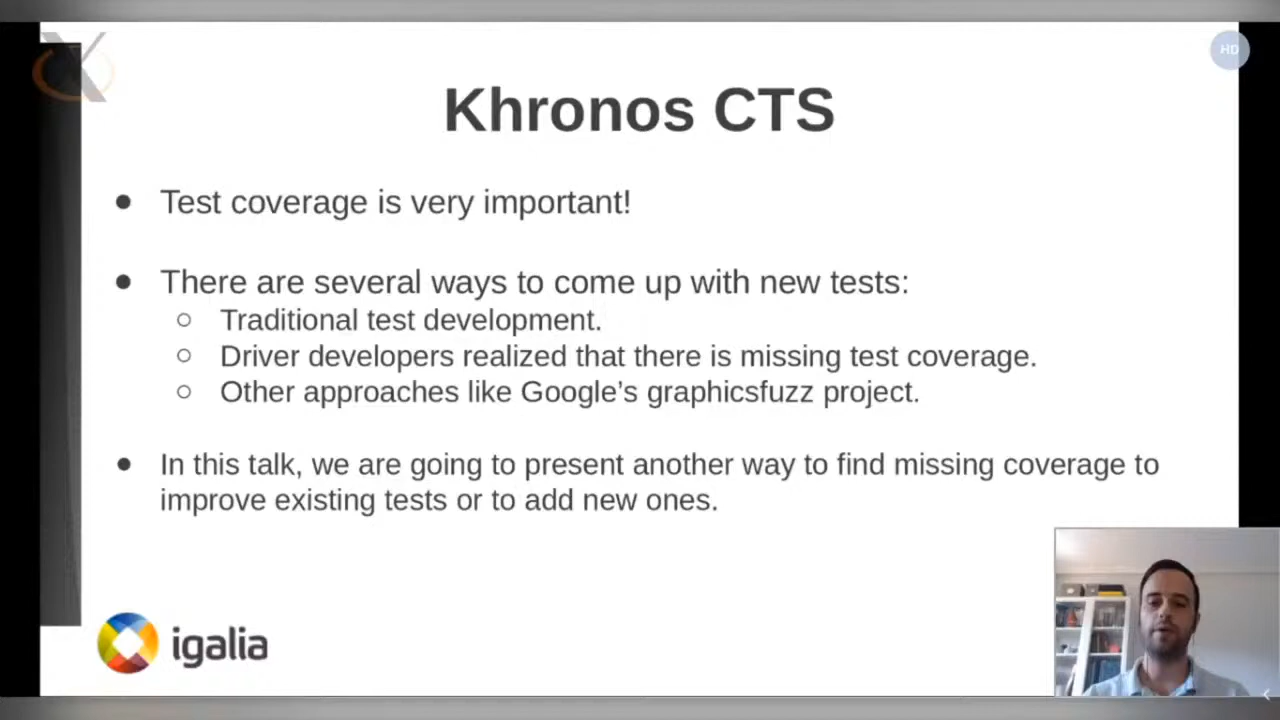 HD
Khronos CTS
● Test coverage is very important!
● There are several ways to come up with new tests:
○ Traditional test development.
○ Driver developers realized that there is missing test coverage.
○ Other approaches like Google’s graphicsfuzz project.
● In this talk, we are going to present another way to find missing coverage to
improve existing tests or to add new ones.
igalia